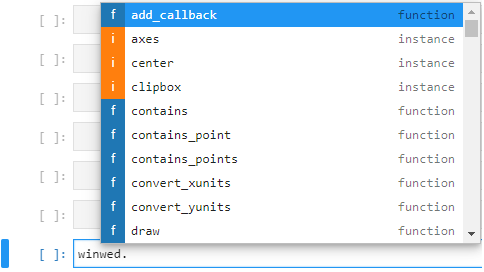 [ ]:
[ ]:
[ ]:
[ ]:
[ ]:
[ ]:
f add_callback function
i axes instance
i center instance
i clipbox instance
f contains function
f contains_point function
f contains_points function
f convert_xunits function
f convert_yunits function
f draw function
[ ]: winwed.